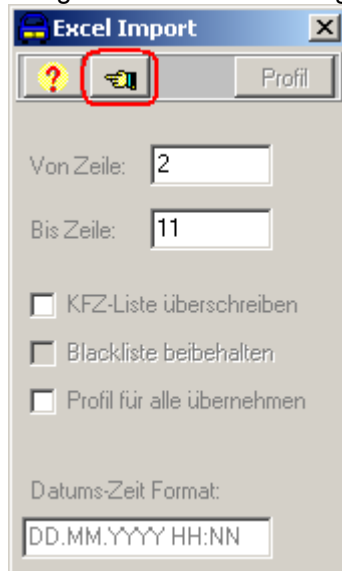 Excel Import
? Profil
Von Zeile: 2
Bis Zeile: 11
KFZ-Liste überschreiben
Blackliste beibehalten
Profil für alle übernehmen
Datums-Zeit Format:
DD.MM.YYYY HH:NN